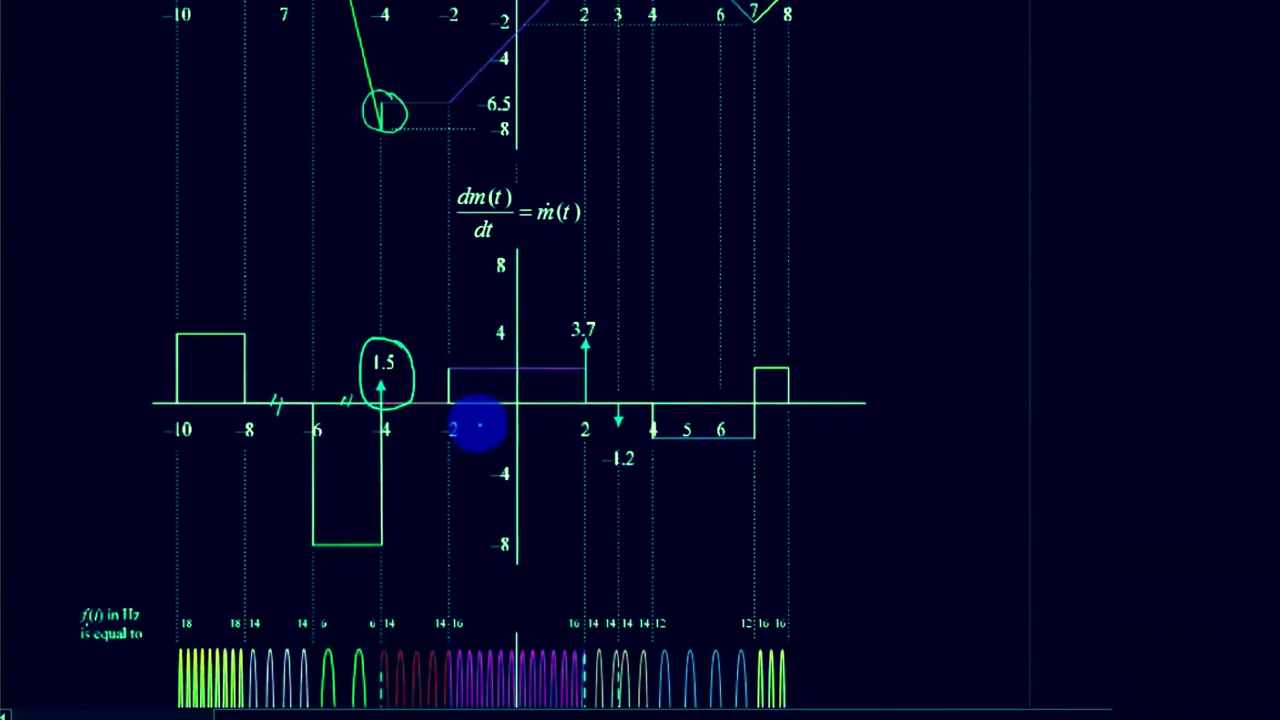 –10 –7 –4 –2 2 3 4 6 7 8
–2
–4
–6.5
–8
dm(t)/dt = ṁ(t)
8
4
3.7
1.5
–10 –8 –6 –4 –2 2 4 5 6
–1.2
–4
–8
f(t) in Hz
is equal to
18 18 14 14 6 6 14 14 16 16 14 14 14 14 12 12 16 16